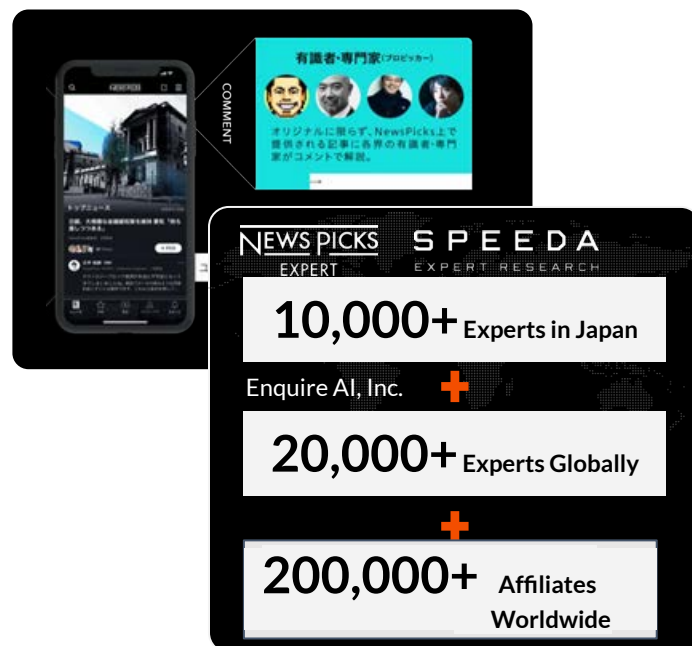 COMMENT
有識者・専門家(プロピッカー)
オリジナルに限らず、NewsPicks上で
提供される記事に各界の有識者・専門
家がコメントで解説。
トップニュース
NEWS PICKS
EXPERT
SPEEDA
EXPERT RESEARCH
10,000+ Experts in Japan
Enquire AI, Inc.
+
20,000+ Experts Globally
+
200,000+ Affiliates
Worldwide